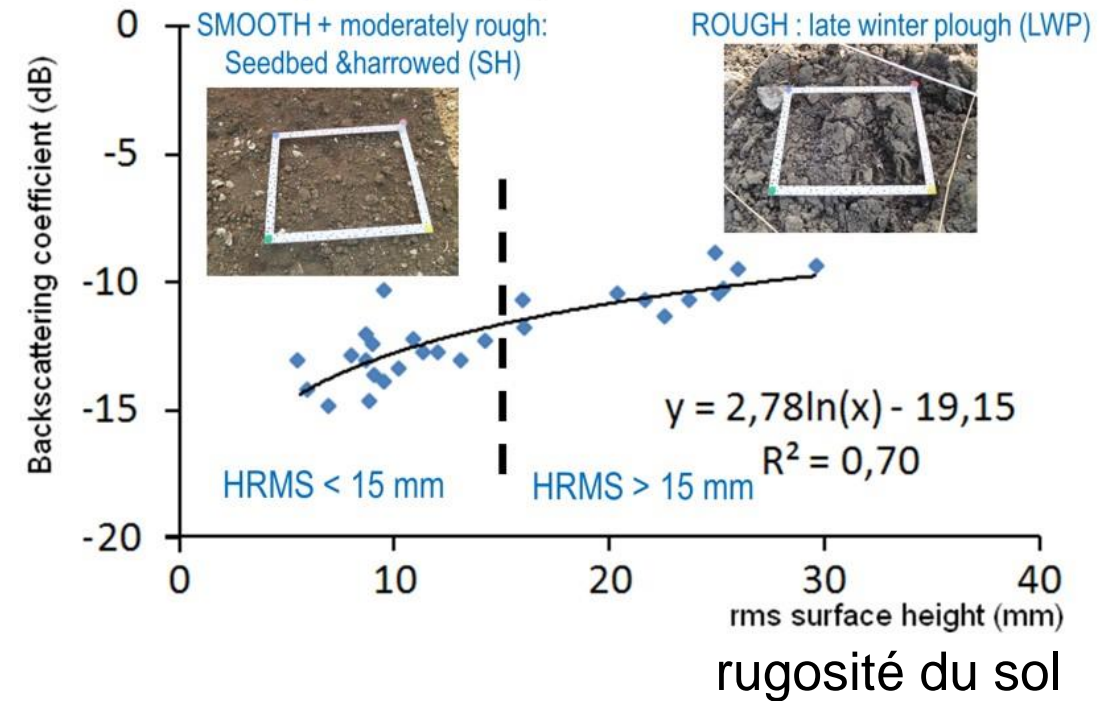 SMOOTH + moderately rough:
Seedbed &harrowed (SH)
ROUGH : late winter plough (LWP)
Backscattering coefficient (dB)
0
-5
-10
-15
-20
y = 2,78ln(x) - 19,15
R² = 0,70
HRMS < 15 mm
HRMS > 15 mm
0 10 20 30 40
rms surface height (mm)
rugosité du sol